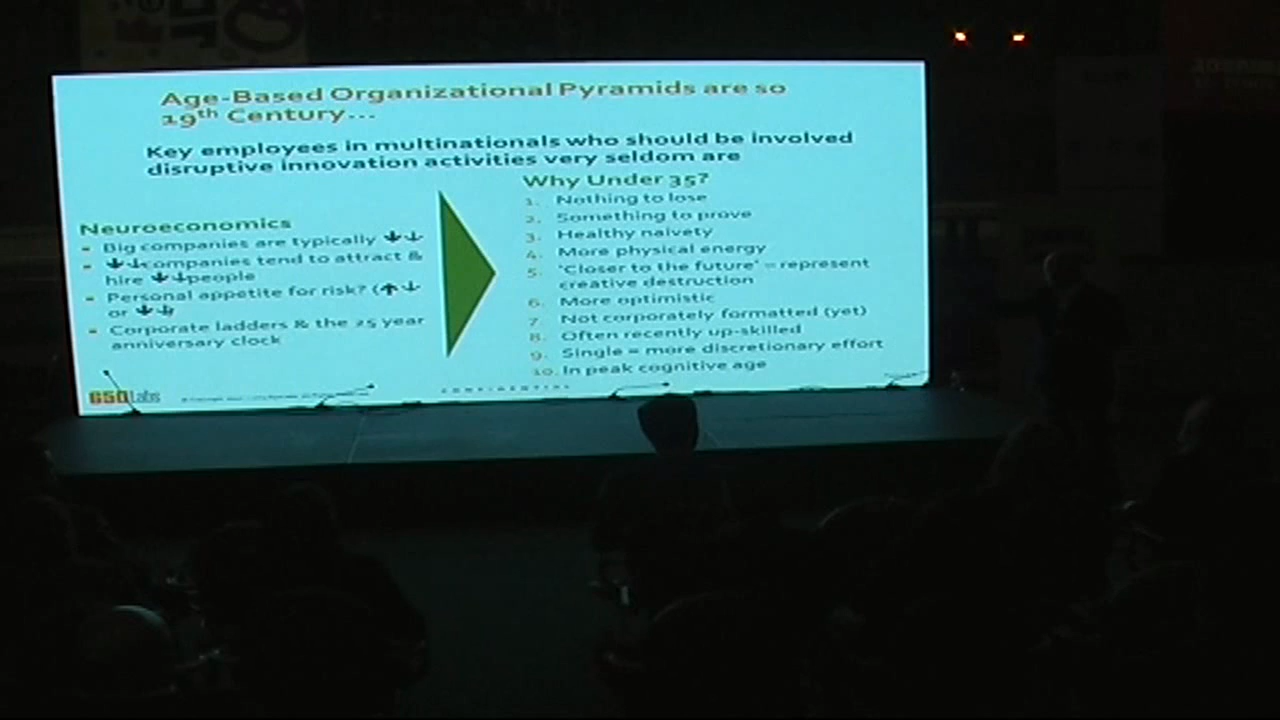 Age-Based Organizational Pyramids are so
19th Century...
Key employees in multinationals who should be involved
disruptive innovation activities very seldom are
Neuroeconomics
Big companies are typically ↓↓
↓↓companies tend to attract &
hire ↓↓people
Personal appetite for risk? (↑↓
or ↓↓
Corporate ladders & the 25 year
anniversary clock
Why Under 35?
1. Nothing to lose
2. Something to prove
3. Healthy naivety
4. More physical energy
5. 'Closer to the future' = represent
creative destruction
6. More optimistic
7. Not corporately formatted (yet)
8. Often recently up-skilled
9. Single = more discretionary effort
10. In peak cognitive age
650Labs
CONFIDENTIAL